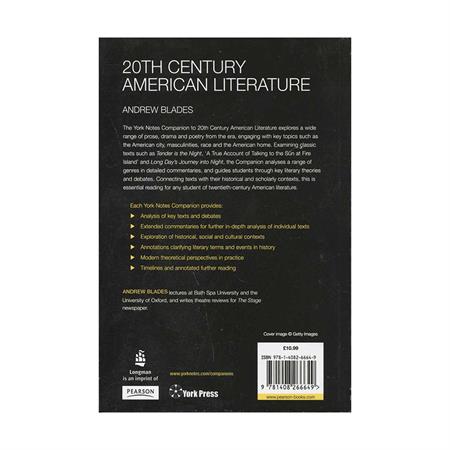 20TH CENTURY
AMERICAN LITERATURE
ANDREW BLADES
The York Notes Companion to 20th Century American Literature explores a wide
range of prose, drama and poetry from the era, engaging with key topics such as
the American city, masculinities, race and the American home. Examining classic
texts such as Tender is the Night, 'A True Account of Talking to the Sun at Fire
Island' and Long Day's Journey into Night, the Companion analyses a range of
genres in detailed commentaries, and guides students through key literary theories
and debates. Connecting texts with their historical and scholarly contexts, this is
essential reading for any student of twentieth-century American literature.
Each York Notes Companion provides:
Analysis of key texts and debates
Extended commentaries for further in-depth analysis of individual texts
Exploration of historical, social and cultural contexts
Annotations clarifying literary terms and events in history
Modern theoretical perspectives in practice
Timelines and annotated further reading
ANDREW BLADES lectures at Bath Spa University and the
University of Oxford, and writes theatre reviews for The Stage
newspaper.
Cover image © Getty Images
£10.99
ISBN 978-1-4082-6664-9
9 781408 266649
www.pearson-books.com
Longman
is an imprint of
PEARSON
www.yorknotes.com/companions
York Press